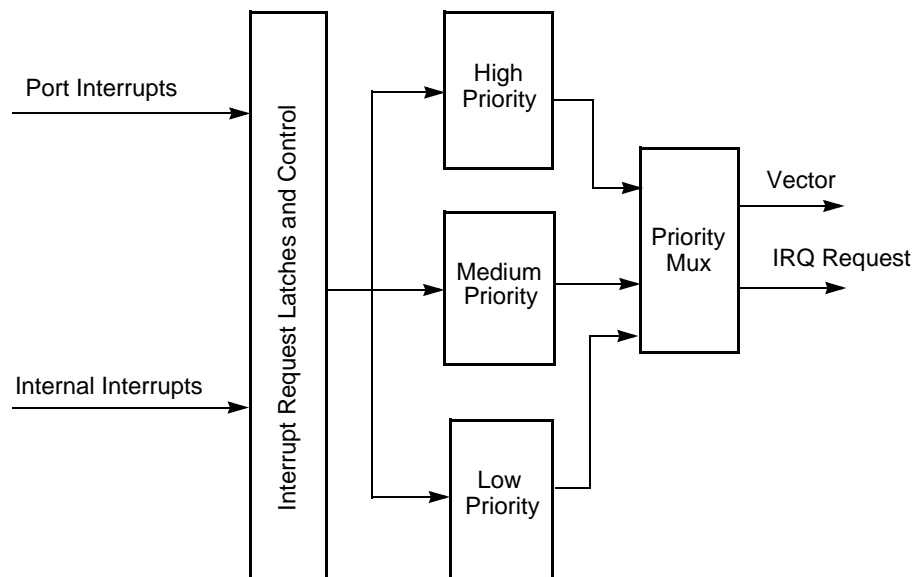 Port Interrupts
Internal Interrupts
Interrupt Request Latches and Control
High
Priority
Medium
Priority
Low
Priority
Priority
Mux
Vector
IRQ Request